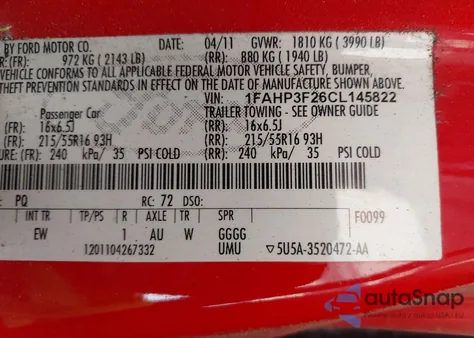 BY FORD MOTOR CO.
DATE: 04/11 GVWR: 1810 KG ( 3990 LB)
(FR): 972 KG ( 2143 LB) (RR): 880 KG ( 1940 LB)
VEHICLE CONFORMS TO ALL APPLICABLE FEDERAL MOTOR VEHICLE SAFETY, BUMPER,
THEFT PREVENTION STANDARDS IN EFFECT ON THE DATE OF MANUFACTURE SHOWN ABOVE.
VIN: 1FAHP3F26CL145822
Passenger Car TRAILER TOWING - SEE OWNER GUIDE
(FR): 16x6.5J (RR): 16x6.5J
(FR): 215/55R16 93H (RR): 215/55R16 93H
(FR): 240 kPa/ 35 PSI COLD (RR): 240 kPa/ 35 PSI COLD
PQ RC: 72 DSO:
INT TR TP/PS R AXLE TR SPR F0099
EW 1 AU W GGGG
1201104267332 UMU 5U5A-3520472-AA
autoSnap